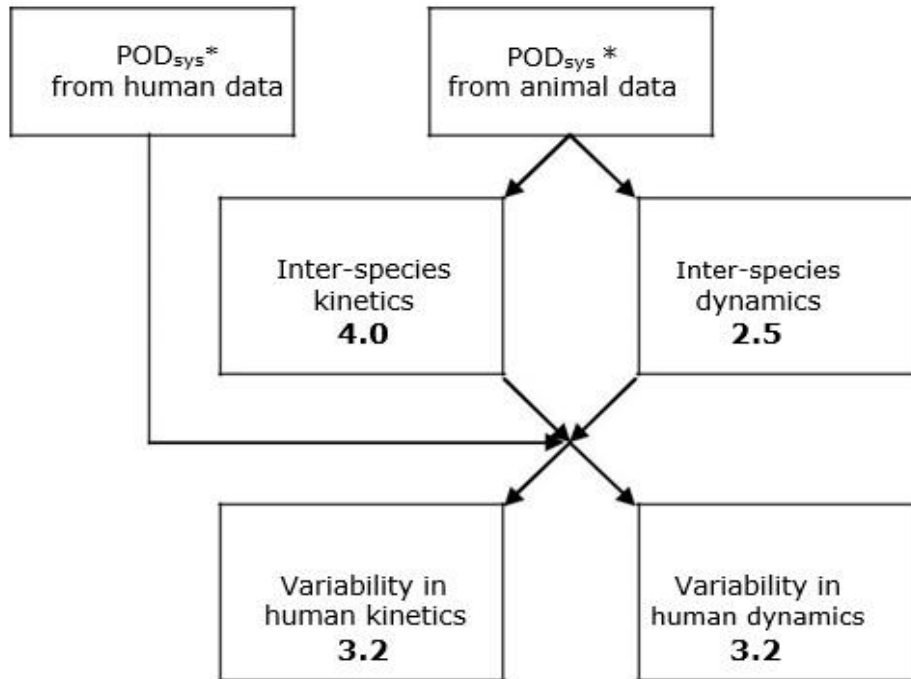 PODsys*
from human data
PODsys *
from animal data
Inter-species
kinetics
4.0
Inter-species
dynamics
2.5
Variability in
human kinetics
3.2
Variability in
human dynamics
3.2